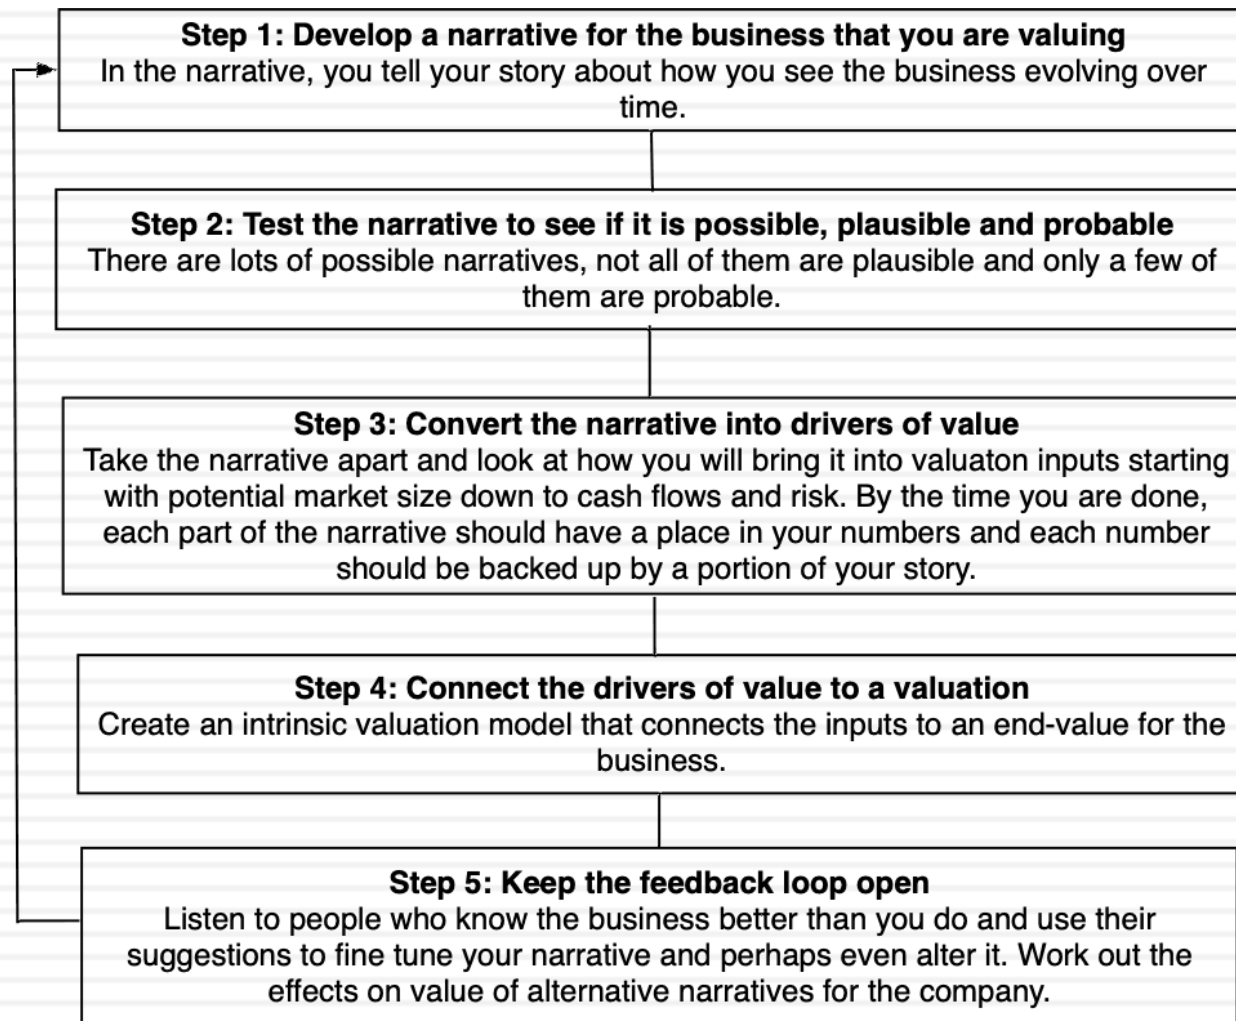 Step 1: Develop a narrative for the business that you are valuing
In the narrative, you tell your story about how you see the business evolving over
time.
Step 2: Test the narrative to see if it is possible, plausible and probable
There are lots of possible narratives, not all of them are plausible and only a few of
them are probable.
Step 3: Convert the narrative into drivers of value
Take the narrative apart and look at how you will bring it into valuaton inputs starting
with potential market size down to cash flows and risk. By the time you are done,
each part of the narrative should have a place in your numbers and each number
should be backed up by a portion of your story.
Step 4: Connect the drivers of value to a valuation
Create an intrinsic valuation model that connects the inputs to an end-value for the
business.
Step 5: Keep the feedback loop open
Listen to people who know the business better than you do and use their
suggestions to fine tune your narrative and perhaps even alter it. Work out the
effects on value of alternative narratives for the company.